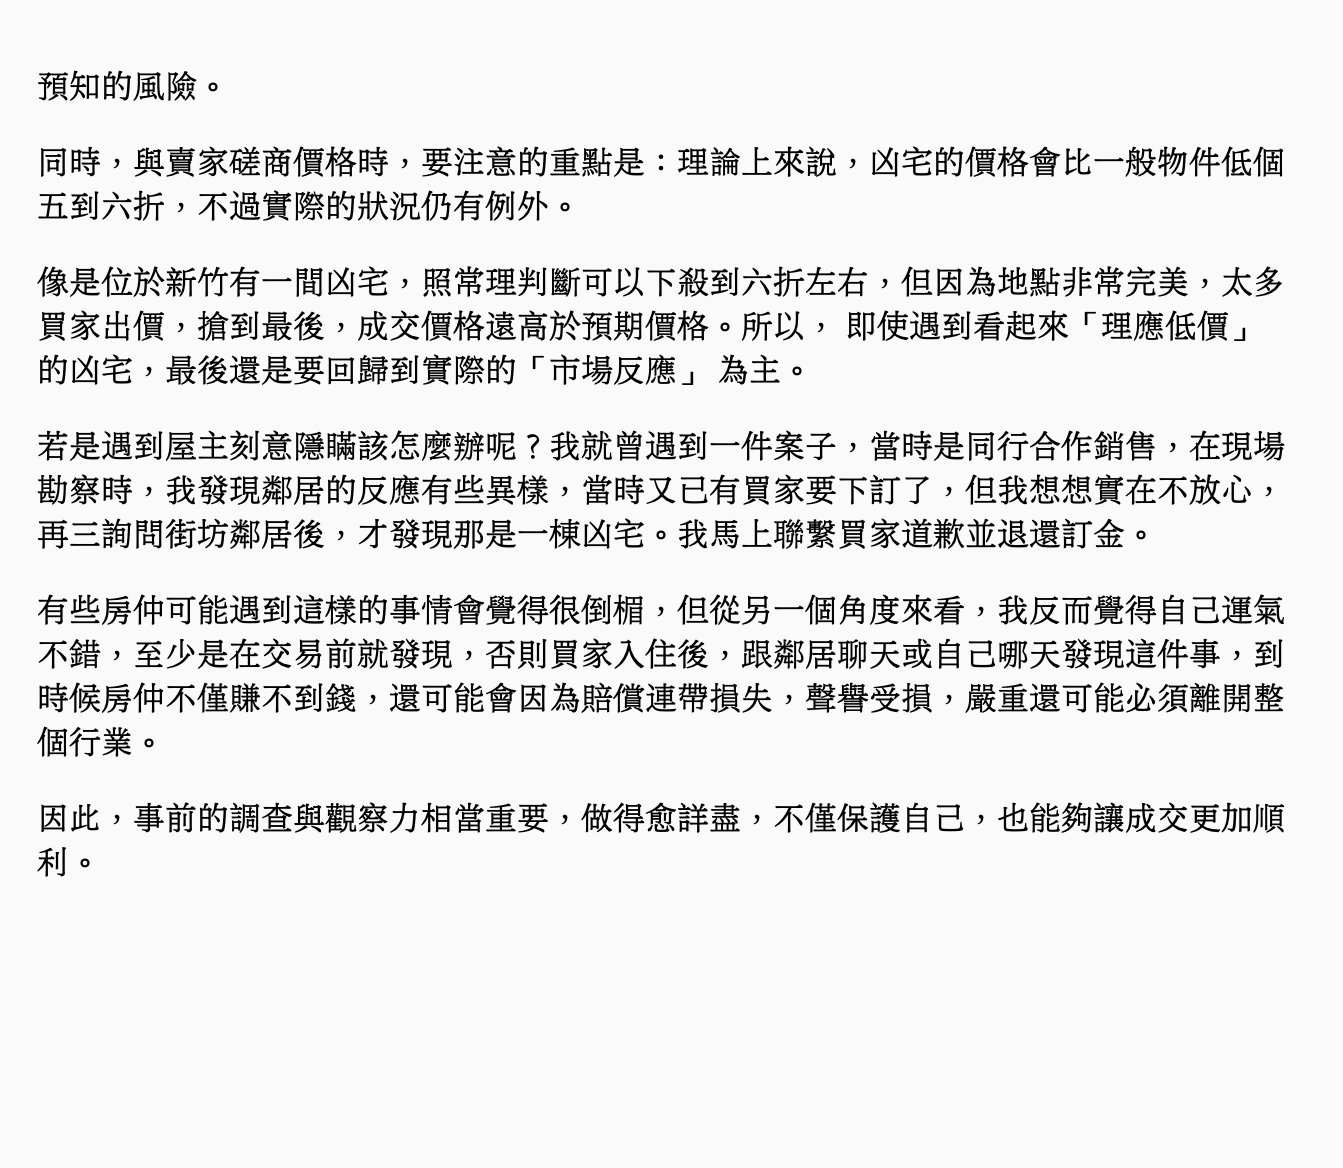 預知的風險。
同時，與賣家磋商價格時，要注意的重點是：理論上來說，凶宅的價格會比一般物件低個
五到六折，不過實際的狀況仍有例外。
像是位於新竹有一間凶宅，照常理判斷可以下殺到六折左右，但因為地點非常完美，太多
買家出價，搶到最後，成交價格遠高於預期價格。所以， 即使遇到看起來「理應低價」
的凶宅，最後還是要回歸到實際的「市場反應」 為主。
若是遇到屋主刻意隱瞞該怎麼辦呢？我就曾遇到一件案子，當時是同行合作銷售，在現場
勘察時，我發現鄰居的反應有些異樣，當時又已有買家要下訂了，但我想想實在不放心，
再三詢問街坊鄰居後，才發現那是一棟凶宅。我馬上聯繫買家道歉並退還訂金。
有些房仲可能遇到這樣的事情會覺得很倒楣，但從另一個角度來看，我反而覺得自己運氣
不錯，至少是在交易前就發現，否則買家入住後，跟鄰居聊天或自己哪天發現這件事，到
時候房仲不僅賺不到錢，還可能會因為賠償連帶損失，聲譽受損，嚴重還可能必須離開整
個行業。
因此，事前的調查與觀察力相當重要，做得愈詳盡，不僅保護自己，也能夠讓成交更加順
利。